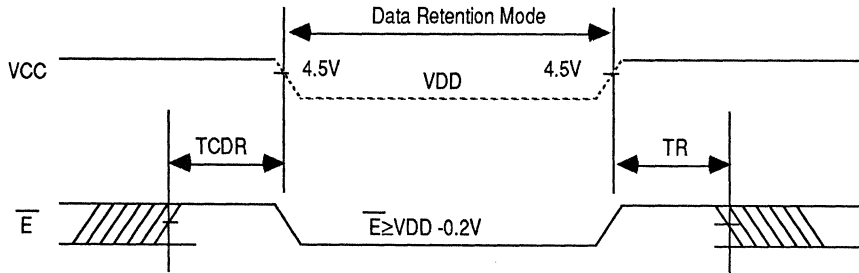 Data Retention Mode
VCC
4.5V
VDD
4.5V
TCDR
TR
E
E≥VDD -0.2V